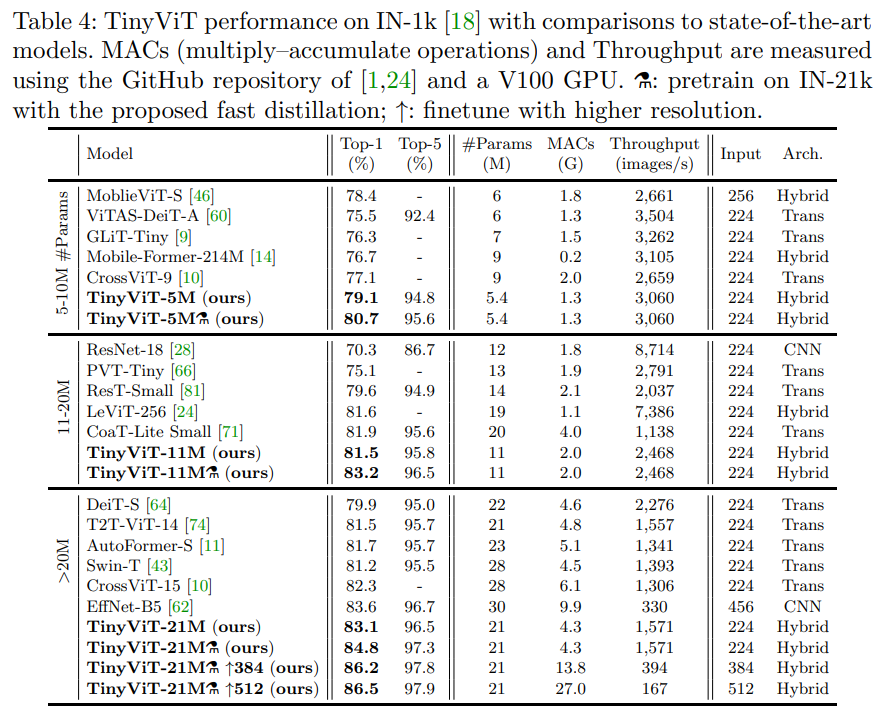 Table 4: TinyViT performance on IN-1k [18] with comparisons to state-of-the-art
models. MACs (multiply–accumulate operations) and Throughput are measured
using the GitHub repository of [1,24] and a V100 GPU. ⚗: pretrain on IN-21k
with the proposed fast distillation; ↑: finetune with higher resolution.
Model Top-1 (%) Top-5 (%) #Params (M) MACs (G) Throughput (images/s) Input Arch.
5-10M #Params
MoblieViT-S [46] 78.4 - 6 1.8 2,661 256 Hybrid
ViTAS-DeiT-A [60] 75.5 92.4 6 1.3 3,504 224 Trans
GLiT-Tiny [9] 76.3 - 7 1.5 3,262 224 Trans
Mobile-Former-214M [14] 76.7 - 9 0.2 3,105 224 Hybrid
CrossViT-9 [10] 77.1 - 9 2.0 2,659 224 Trans
TinyViT-5M (ours) 79.1 94.8 5.4 1.3 3,060 224 Hybrid
TinyViT-5M⚗ (ours) 80.7 95.6 5.4 1.3 3,060 224 Hybrid
11-20M
ResNet-18 [28] 70.3 86.7 12 1.8 8,714 224 CNN
PVT-Tiny [66] 75.1 - 13 1.9 2,791 224 Trans
ResT-Small [81] 79.6 94.9 14 2.1 2,037 224 Trans
LeViT-256 [24] 81.6 - 19 1.1 7,386 224 Hybrid
CoaT-Lite Small [71] 81.9 95.6 20 4.0 1,138 224 Trans
TinyViT-11M (ours) 81.5 95.8 11 2.0 2,468 224 Hybrid
TinyViT-11M⚗ (ours) 83.2 96.5 11 2.0 2,468 224 Hybrid
>20M
DeiT-S [64] 79.9 95.0 22 4.6 2,276 224 Trans
T2T-ViT-14 [74] 81.5 95.7 21 4.8 1,557 224 Trans
AutoFormer-S [11] 81.7 95.7 23 5.1 1,341 224 Trans
Swin-T [43] 81.2 95.5 28 4.5 1,393 224 Trans
CrossViT-15 [10] 82.3 - 28 6.1 1,306 224 Trans
EffNet-B5 [62] 83.6 96.7 30 9.9 330 456 CNN
TinyViT-21M (ours) 83.1 96.5 21 4.3 1,571 224 Hybrid
TinyViT-21M⚗ (ours) 84.8 97.3 21 4.3 1,571 224 Hybrid
TinyViT-21M⚗ ↑384 (ours) 86.2 97.8 21 13.8 394 384 Hybrid
TinyViT-21M⚗ ↑512 (ours) 86.5 97.9 21 27.0 167 512 Hybrid